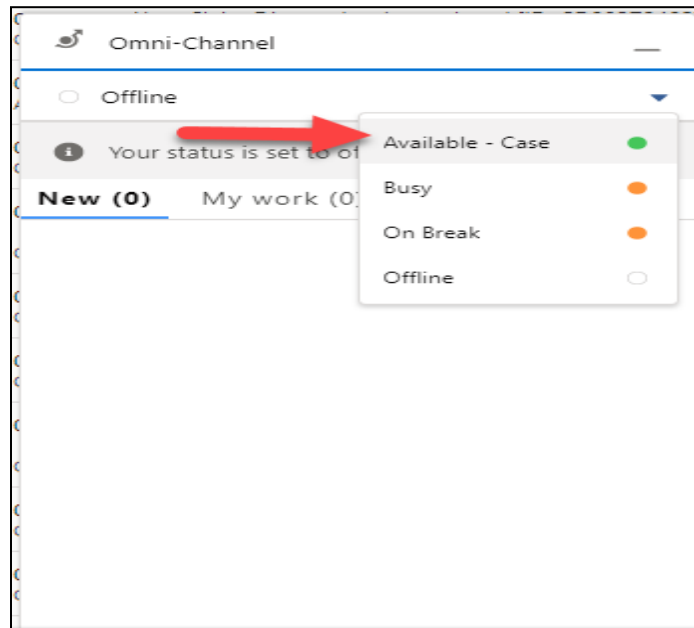 Omni-Channel
Offline
Your status is set to of
Available - Case
Busy
On Break
Offline
New (0) My work (0)